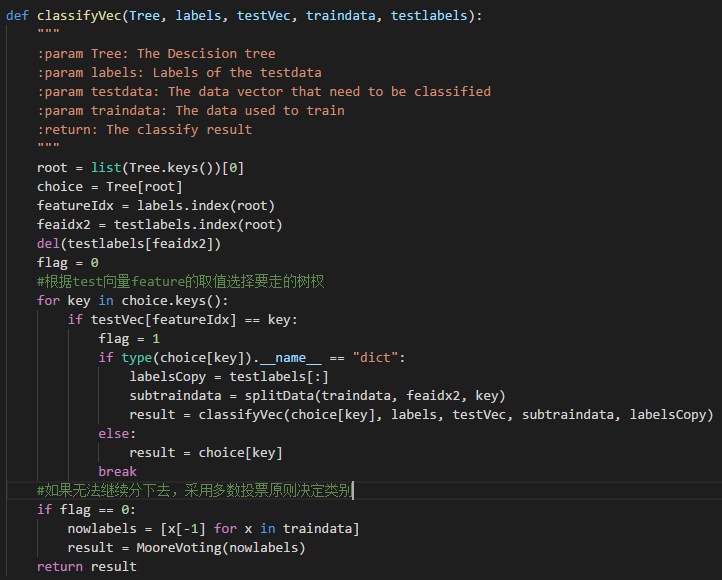 def classifyVec(Tree, labels, testVec, traindata, testlabels):
    """
    :param Tree: The Descision tree
    :param labels: Labels of the testdata
    :param testdata: The data vector that need to be classified
    :param traindata: The data used to train
    :return: The classify result
    """
    root = list(Tree.keys())[0]
    choice = Tree[root]
    featureIdx = labels.index(root)
    feaidx2 = testlabels.index(root)
    del(testlabels[feaidx2])
    flag = 0
    #根据test向量feature的取值选择要走的树杈
    for key in choice.keys():
        if testVec[featureIdx] == key:
            flag = 1
            if type(choice[key]).__name__ == "dict":
                labelsCopy = testlabels[:]
                subtraindata = splitData(traindata, feaidx2, key)
                result = classifyVec(choice[key], labels, testVec, subtraindata, labelsCopy)
            else:
                result = choice[key]
            break
    #如果无法继续分下去，采用多数投票原则决定类别
    if flag == 0:
        nowlabels = [x[-1] for x in traindata]
        result = MooreVoting(nowlabels)
    return result